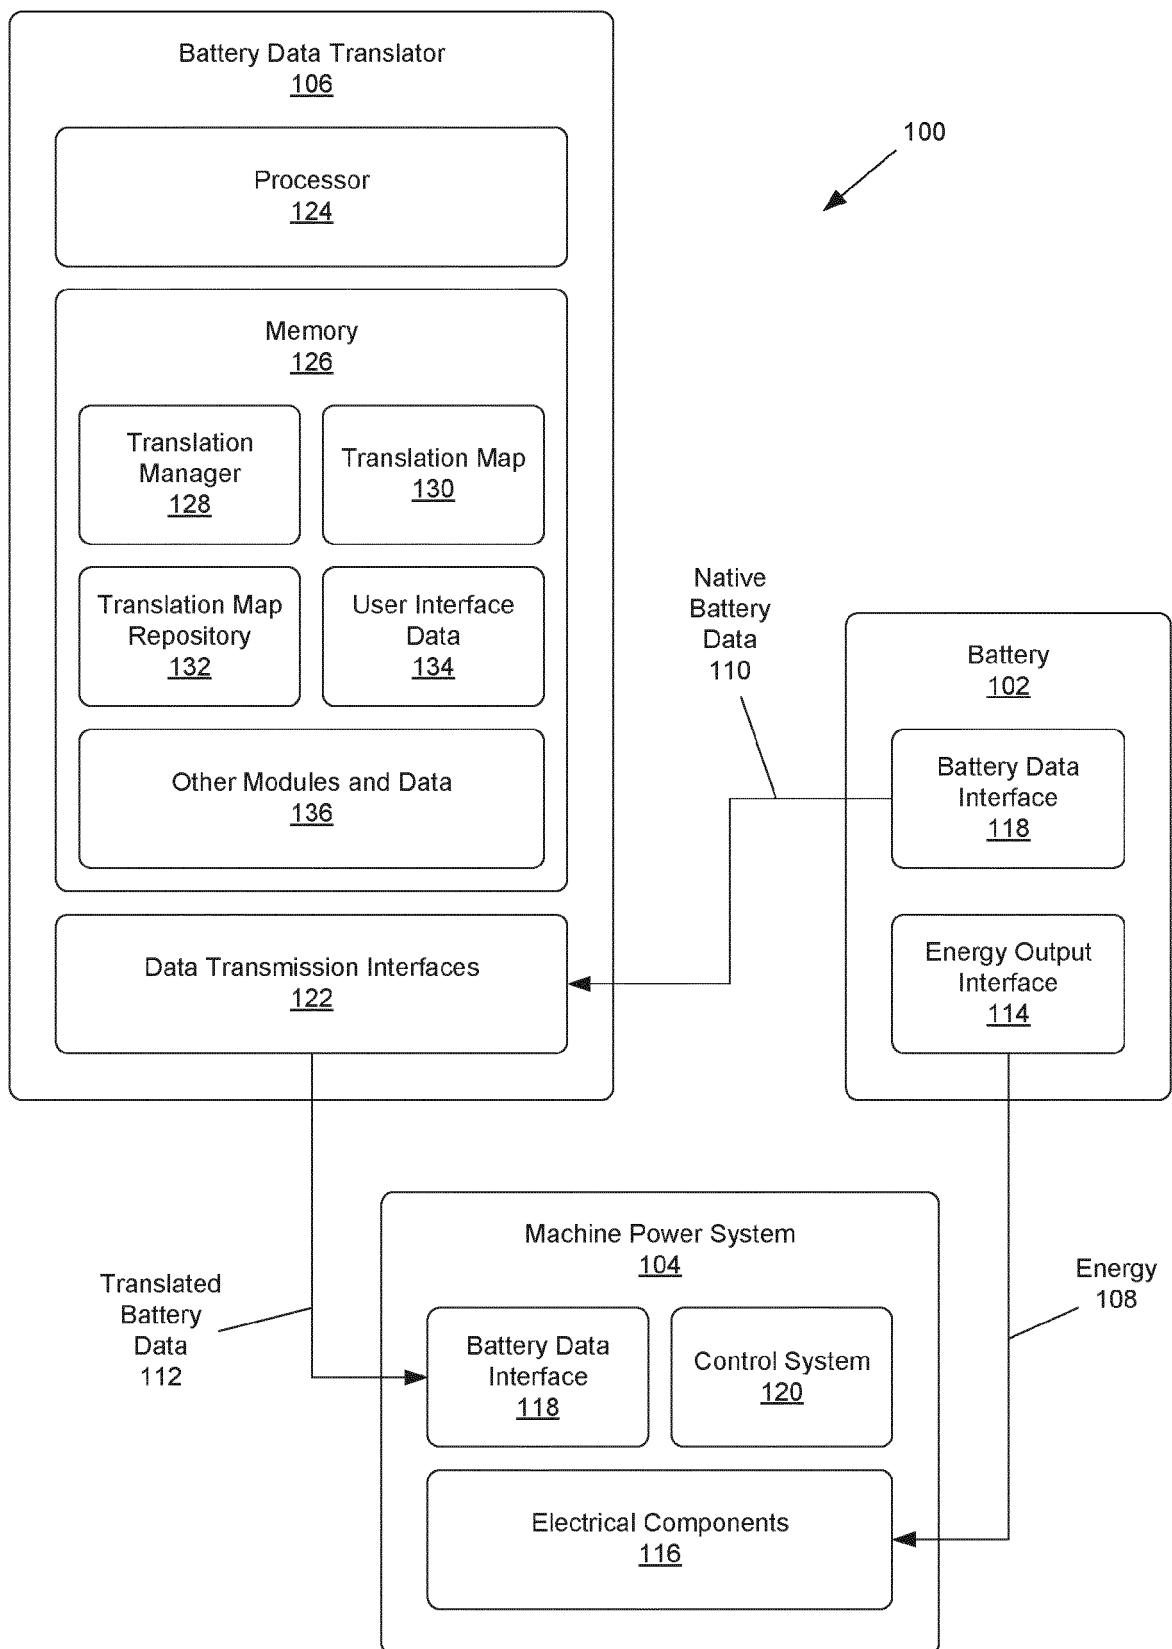 Battery Data Translator
106
100
Processor
124
Memory
126
Translation
Manager
128
Translation Map
130
Translation Map
Repository
132
User Interface
Data
134
Other Modules and Data
136
Data Transmission Interfaces
122
Native
Battery
Data
110
Battery
102
Battery Data
Interface
118
Energy Output
Interface
114
Machine Power System
104
Translated
Battery
Data
112
Energy
108
Battery Data
Interface
118
Control System
120
Electrical Components
116